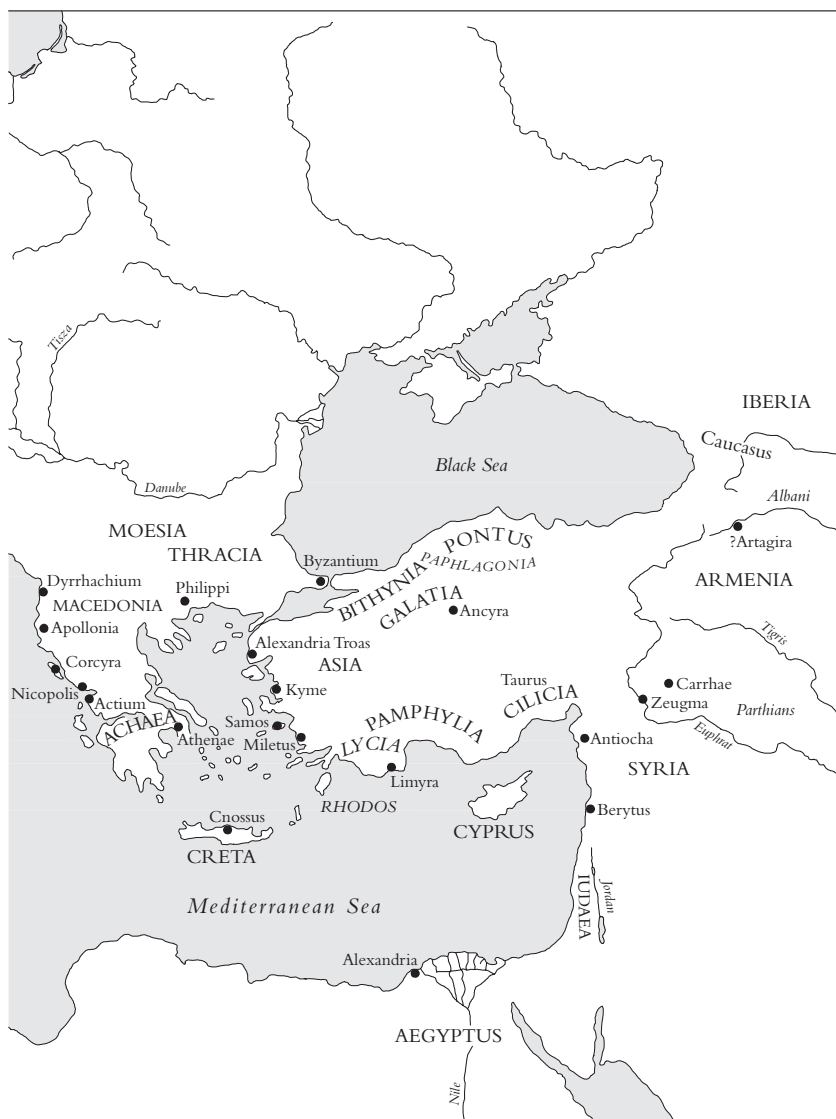 IBERIA
Caucasus
Tisza
Black Sea
Danube
Albani
MOESIA
?Artagira
PONTUS
THRACIA
Byzantium
PAPHLAGONIA
Dyrrhachium
Philippi
BITHYNIA
ARMENIA
MACEDONIA
GALATIA
Ancyra
Apollonia
Tigris
Alexandria Troas
Corcyra
ASIA
Taurus
Carrhae
Nicopolis
Kyme
CILICIA
Zeugma
Actium
Parthians
PAMPHYLIA
ACHAEA
Samos
Euphrat
Athenae
Miletus
LYCIA
Antiocha
SYRIA
Limyra
RHODOS
Cnossus
CYPRUS
Berytus
CRETA
IUDAEA
Jordan
Mediterranean Sea
Alexandria
AEGYPTUS
Nile